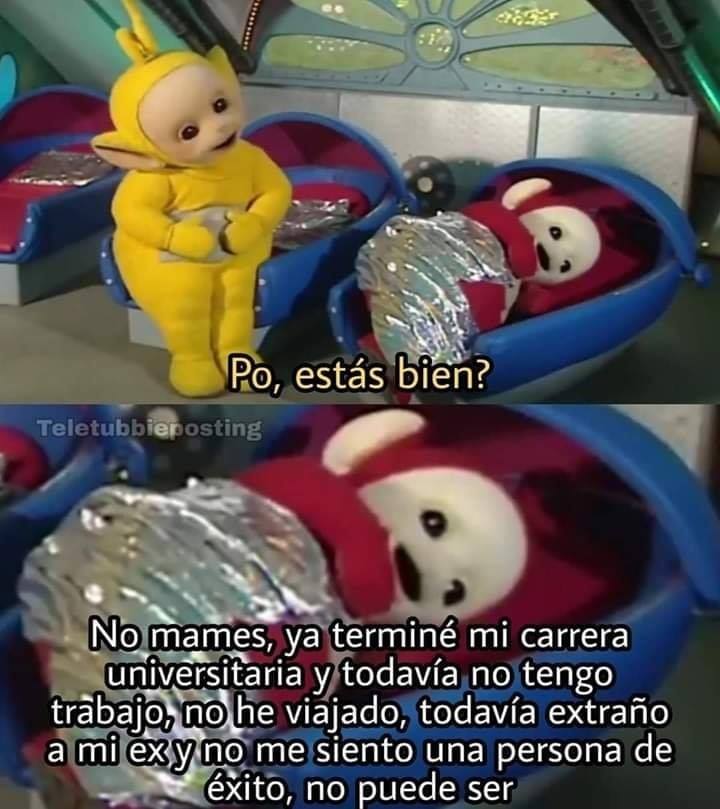 Po, estás bien?
Teletubbieposting
No mames, ya terminé mi carrera
universitaria y todavía no tengo
trabajo, no he viajado, todavía extraño
a mi ex y no me siento una persona de
éxito, no puede ser